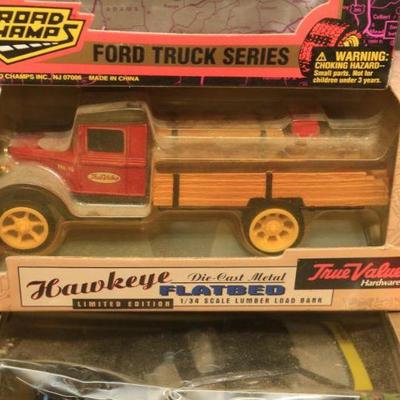 ROAD
CHAMPS
FORD TRUCK SERIES
CHAMPS INC., NJ 07006 MADE IN CHINA
WARNING:
CHOKING HAZARD--
Small parts. Not for
children under 3 years.
True Value
Hawkeye
Die-Cast Metal
FLATBED
LIMITED EDITION
1/34 SCALE LUMBER LOAD BANK
True Value
Hardware